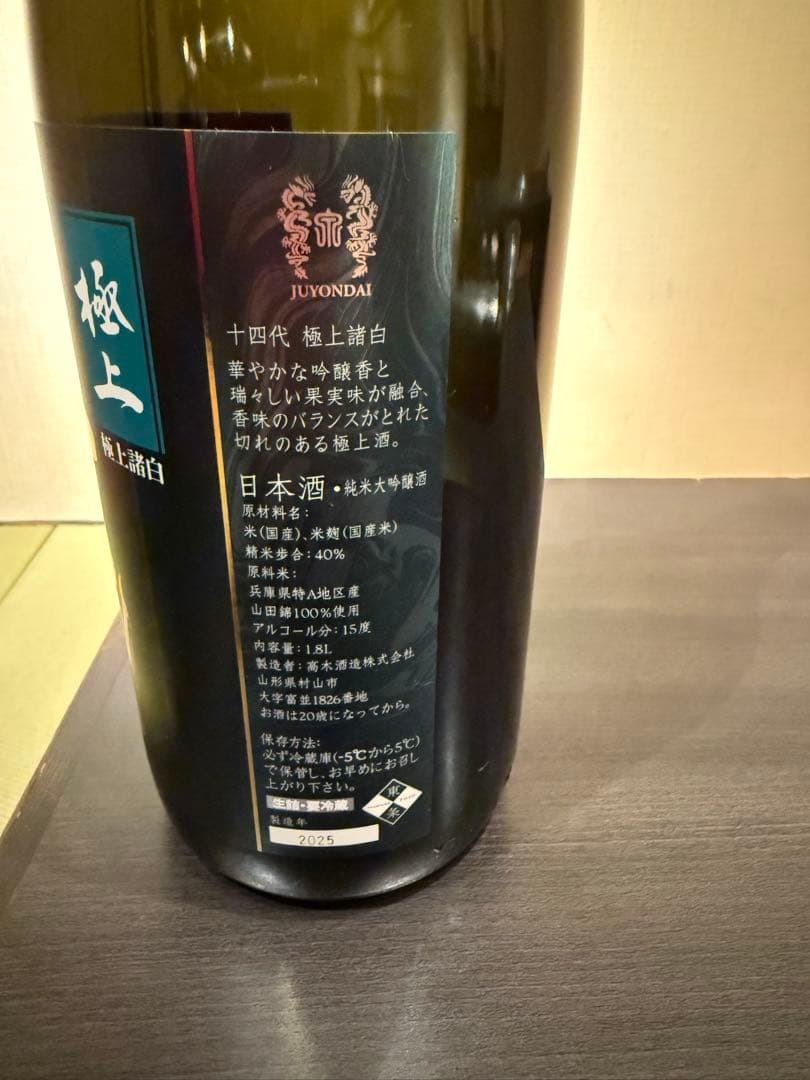 極上
極上諸白
JUYONDAI
十四代 極上諸白
華やかな吟醸香と
瑞々しい果実味が融合、
香味のバランスがとれた
切れのある極上酒。
日本酒・純米大吟醸酒
原材料名：
米(国産)、米麹(国産米)
精米歩合：40%
原料米：
兵庫県特A地区産
山田錦100%使用
アルコール分：15度
内容量：1.8L
製造者：高木酒造株式会社
山形県村山市
大字富並1826番地
お酒は20歳になってから。
保存方法：
必ず冷蔵庫(-5℃から5℃)
で保管し、お早めにお召し
上がり下さい。
生詰・要冷蔵
東条
製造年
2025